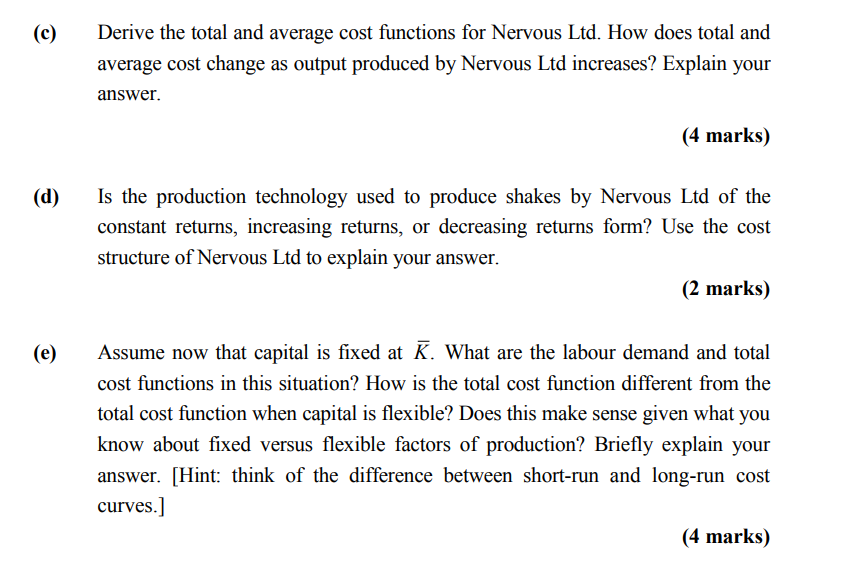 (c) Derive the total and average cost functions for Nervous Ltd. How does total and
average cost change as output produced by Nervous Ltd increases? Explain your
answer.
(4 marks)
(d) Is the production technology used to produce shakes by Nervous Ltd of the
constant returns, increasing returns, or decreasing returns form? Use the cost
structure of Nervous Ltd to explain your answer.
(2 marks)
(e) Assume now that capital is fixed at K̅. What are the labour demand and total
cost functions in this situation? How is the total cost function different from the
total cost function when capital is flexible? Does this make sense given what you
know about fixed versus flexible factors of production? Briefly explain your
answer. [Hint: think of the difference between short-run and long-run cost
curves.]
(4 marks)